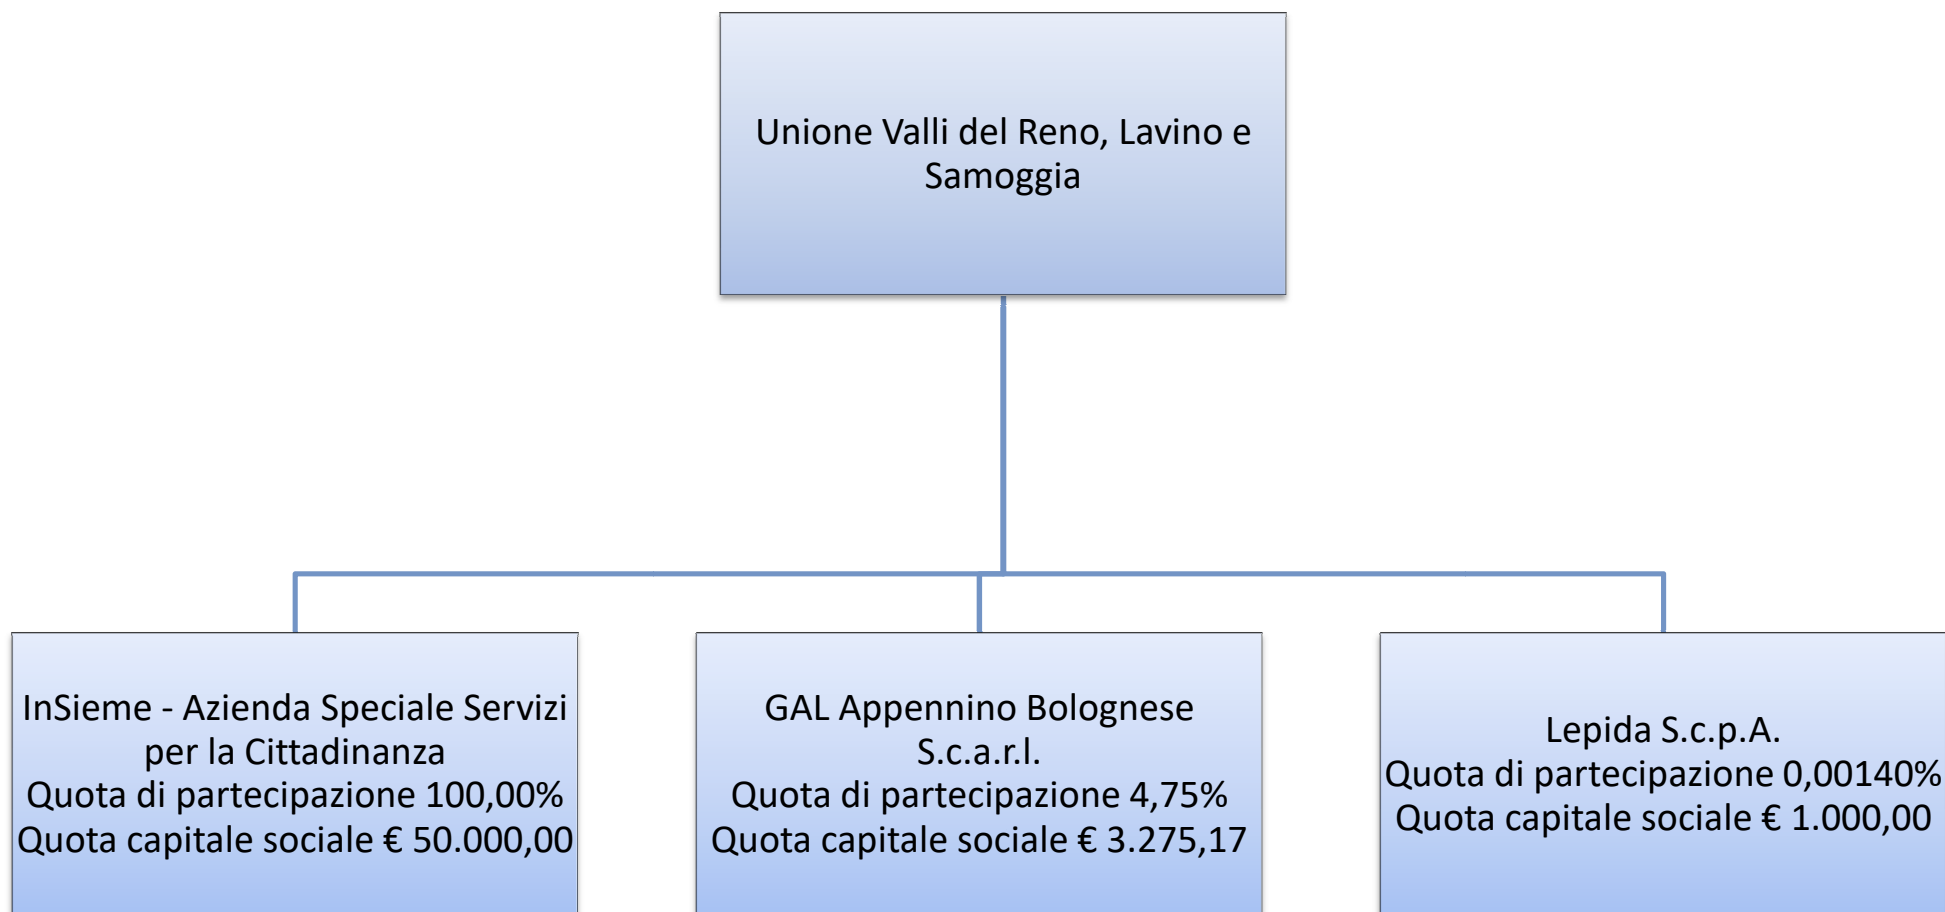 Unione Valli del Reno, Lavino e
Samoggia
InSieme - Azienda Speciale Servizi
per la Cittadinanza
Quota di partecipazione 100,00%
Quota capitale sociale € 50.000,00
GAL Appennino Bolognese
S.c.a.r.l.
Quota di partecipazione 4,75%
Quota capitale sociale € 3.275,17
Lepida S.c.p.A.
Quota di partecipazione 0,00140%
Quota capitale sociale € 1.000,00